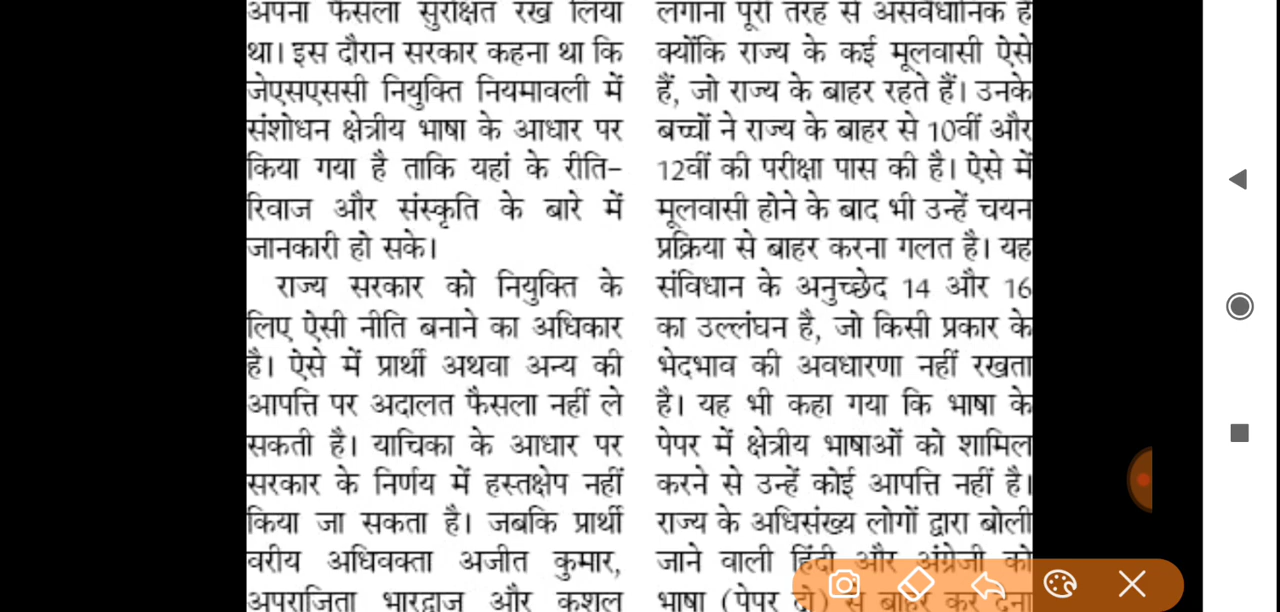 अपना फैसला सुरक्षित रख लिया
था। इस दौरान सरकार कहना था कि
जेएसएससी नियुक्ति नियमावली में
संशोधन क्षेत्रीय भाषा के आधार पर
किया गया है ताकि यहां के रीति-
रिवाज और संस्कृति के बारे में
जानकारी हो सके।
राज्य सरकार को नियुक्ति के
लिए ऐसी नीति बनाने का अधिकार
है। ऐसे में प्रार्थी अथवा अन्य की
आपत्ति पर अदालत फैसला नहीं ले
सकती है। याचिका के आधार पर
सरकार के निर्णय में हस्तक्षेप नहीं
किया जा सकता है। जबकि प्रार्थी
वरीय अधिवक्ता अजीत कुमार,
अपराजिता भारद्वाज और कुशल
लगाना पूरी तरह से असंवैधानिक है
क्योंकि राज्य के कई मूलवासी ऐसे
हैं, जो राज्य के बाहर रहते हैं। उनके
बच्चों ने राज्य के बाहर से 10वीं और
12वीं की परीक्षा पास की है। ऐसे में
मूलवासी होने के बाद भी उन्हें चयन
प्रक्रिया से बाहर करना गलत है। यह
संविधान के अनुच्छेद 14 और 16
का उल्लंघन है, जो किसी प्रकार के
भेदभाव की अवधारणा नहीं रखता
है। यह भी कहा गया कि भाषा के
पेपर में क्षेत्रीय भाषाओं को शामिल
करने से उन्हें कोई आपत्ति नहीं है।
राज्य के अधिसंख्य लोगों द्वारा बोली
जाने वाली हिंदी और अंग्रेजी को
भाषा (पेपर दो) से बाहर कर देना